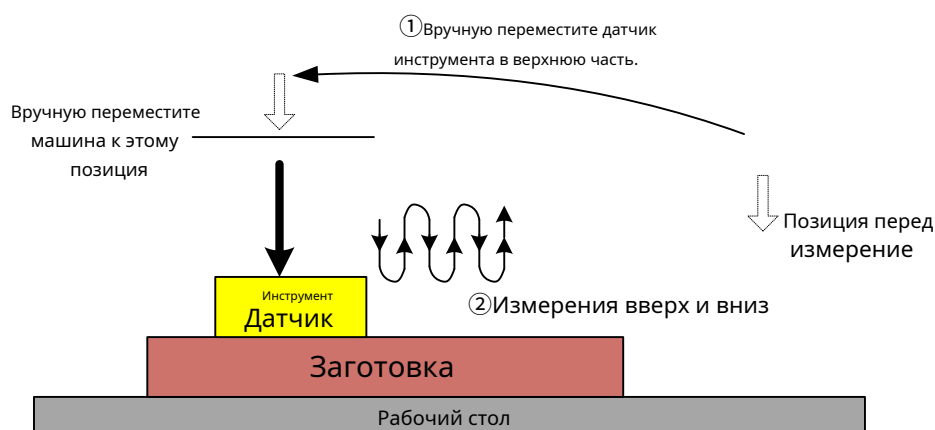 ①Вручную переместите датчик
инструмента в верхнюю часть.
Вручную переместите
машина к этому
позиция
Позиция перед
измерение
②Измерения вверх и вниз
Инструмент
Датчик
Заготовка
Рабочий стол